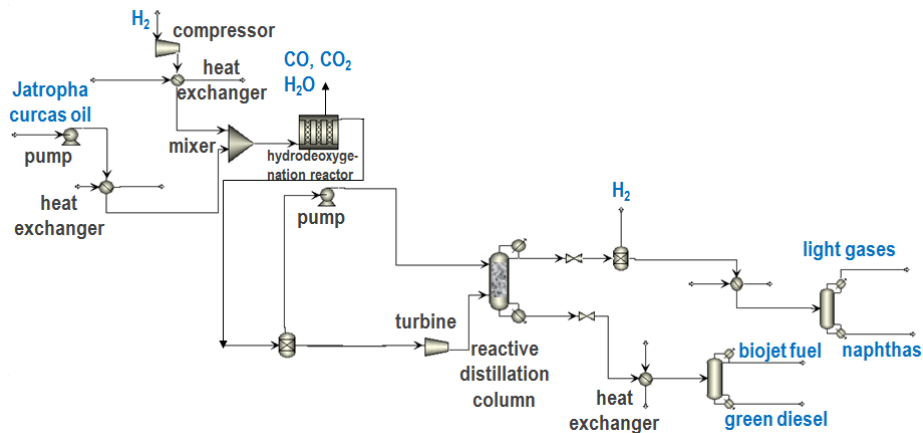 H2
compressor
CO, CO2
H2O
heat
exchanger
Jatropha
curcas oil
pump
mixer
hydrodeoxyge-
nation reactor
heat
exchanger
pump
H2
light gases
turbine
reactive
distillation
column
biojet fuel
naphthas
heat
exchanger
green diesel